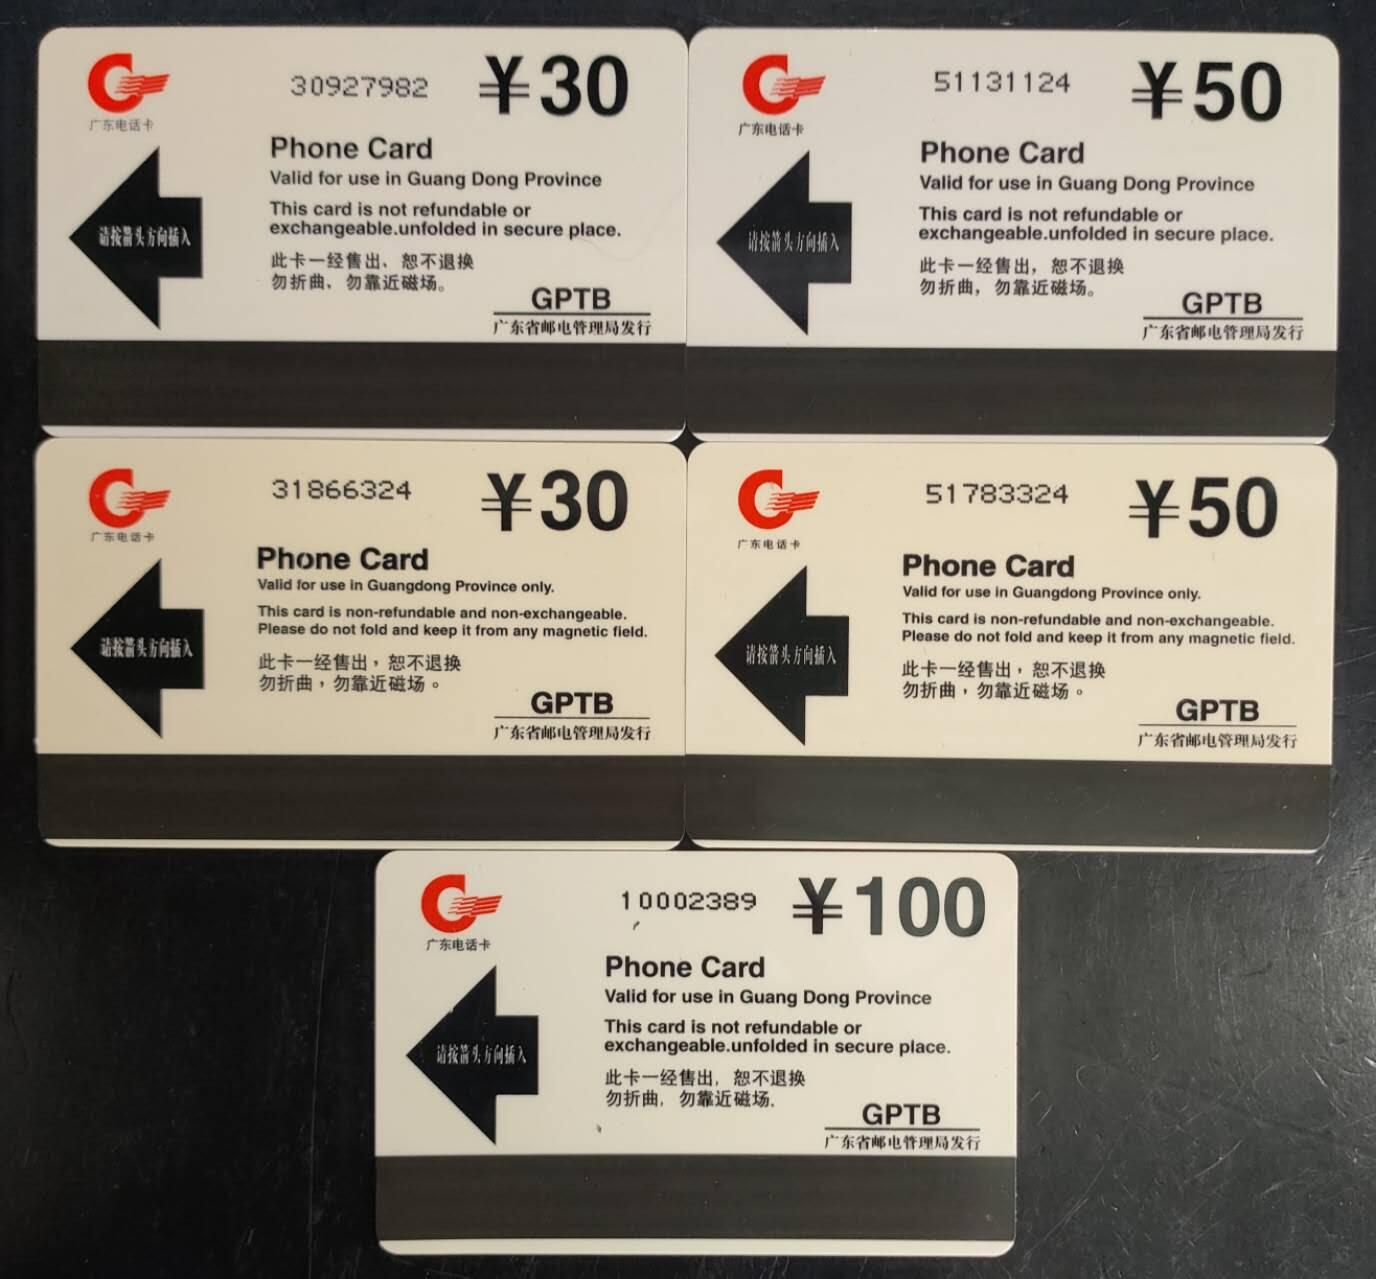 30927982
¥30
广东电话卡
Phone Card
Valid for use in Guang Dong Province
This card is not refundable or
exchangeable.unfolded in secure place.
请按箭头方向插入
此卡一经售出、恕不退换
勿折曲、勿靠近磁场。
GPTB
广东省邮电管理局发行
51131124
¥50
广东电话卡
Phone Card
Valid for use in Guang Dong Province
This card is not refundable or
exchangeable.unfolded in secure place.
请按箭头方向插入
此卡一经售出，恕不退换
勿折曲，勿靠近磁场。
GPTB
广东省邮电管理局发行
31866324
¥30
广东电话卡
Phone Card
Valid for use in Guangdong Province only.
This card is non-refundable and non-exchangeable.
Please do not fold and keep it from any magnetic field.
请按箭头方向插入
此卡一经售出，恕不退换
勿折曲，勿靠近磁场。
GPTB
广东省邮电管理局发行
51783324
¥50
广东电话卡
Phone Card
Valid for use in Guangdong Province only.
This card is non-refundable and non-exchangeable.
Please do not fold and keep it from any magnetic field.
请按箭头方向插入
此卡一经售出，恕不退换
勿折曲，勿靠近磁场。
GPTB
广东省邮电管理局发行
10002389
¥100
广东电话卡
Phone Card
Valid for use in Guang Dong Province
This card is not refundable or
exchangeable.unfolded in secure place.
请按箭头方向插入
此卡一经售出, 恕不退换
勿折曲, 勿靠近磁场.
GPTB
广东省邮电管理局发行